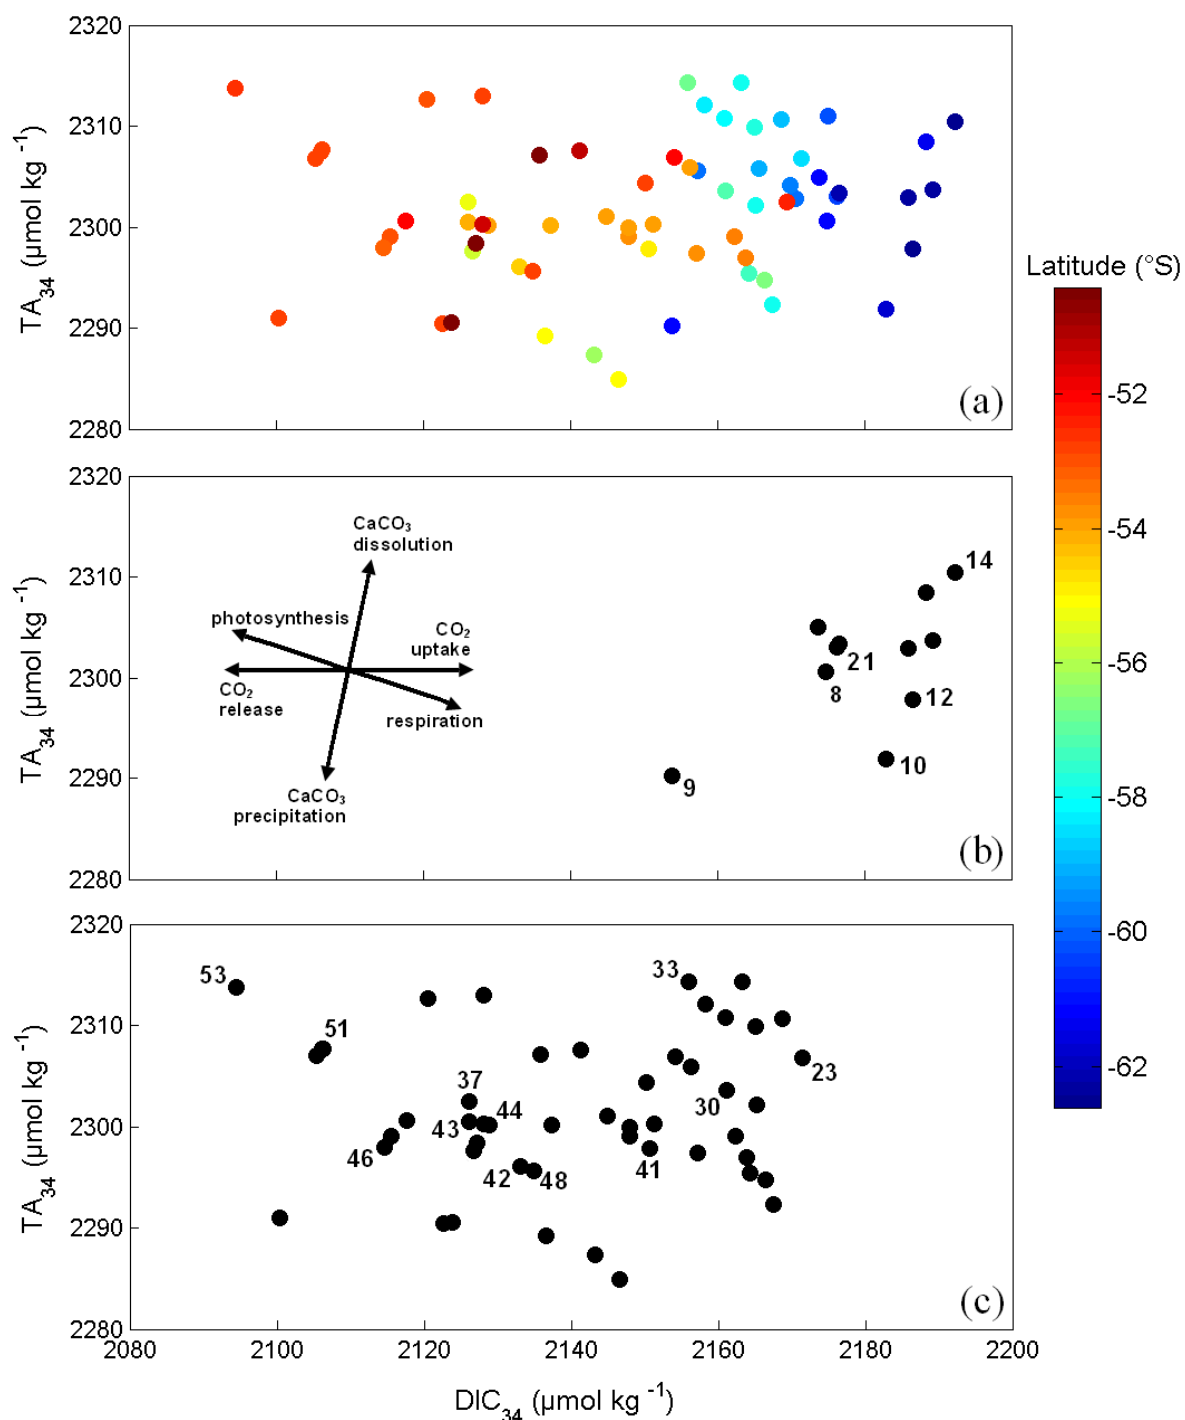 2320
2310
2300
2290
2280
TA34 (µmol kg -1)
(a)
Latitude (°S)
-52
-54
-56
-58
-60
-62
2320
2310
2300
2290
2280
TA34 (µmol kg -1)
CaCO3
dissolution
photosynthesis
CO2
uptake
CO2
release
respiration
CaCO3
precipitation
14
21
8
12
10
9
(b)
2320
2310
2300
2290
2280
TA34 (µmol kg -1)
53
51
33
23
37
44
43
30
46
42
48
41
(c)
2080
2100
2120
2140
2160
2180
2200
DIC34 (µmol kg -1)